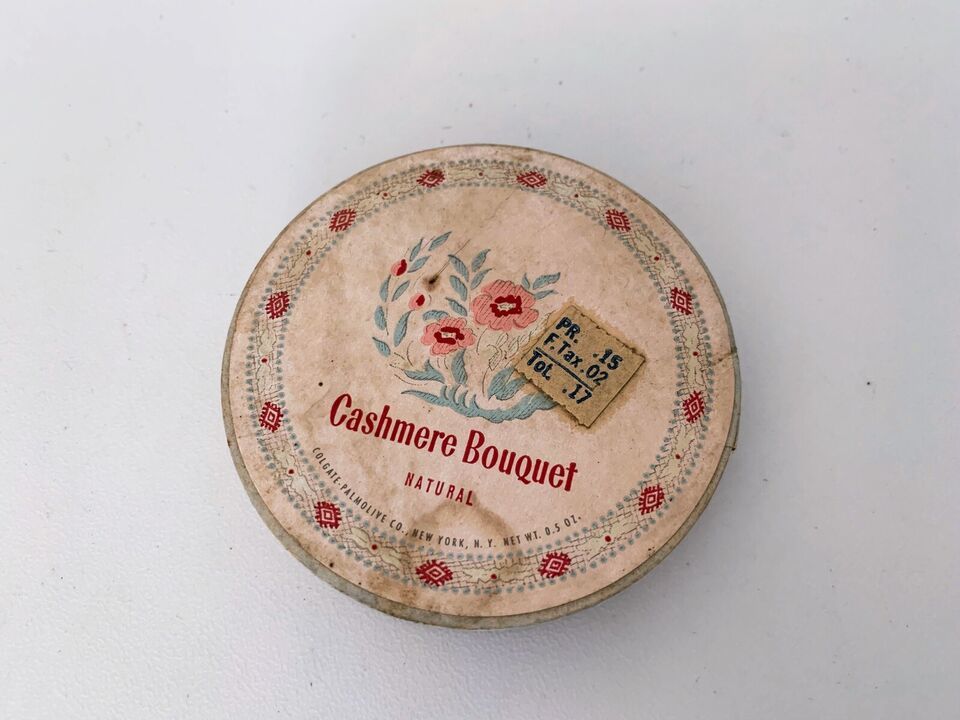 PR. .15
F.Tax.02
Tot. .17
Cashmere Bouquet
NATURAL
COLGATE-PALMOLIVE CO., NEW YORK, N. Y. NET WT. 0.5 OZ.